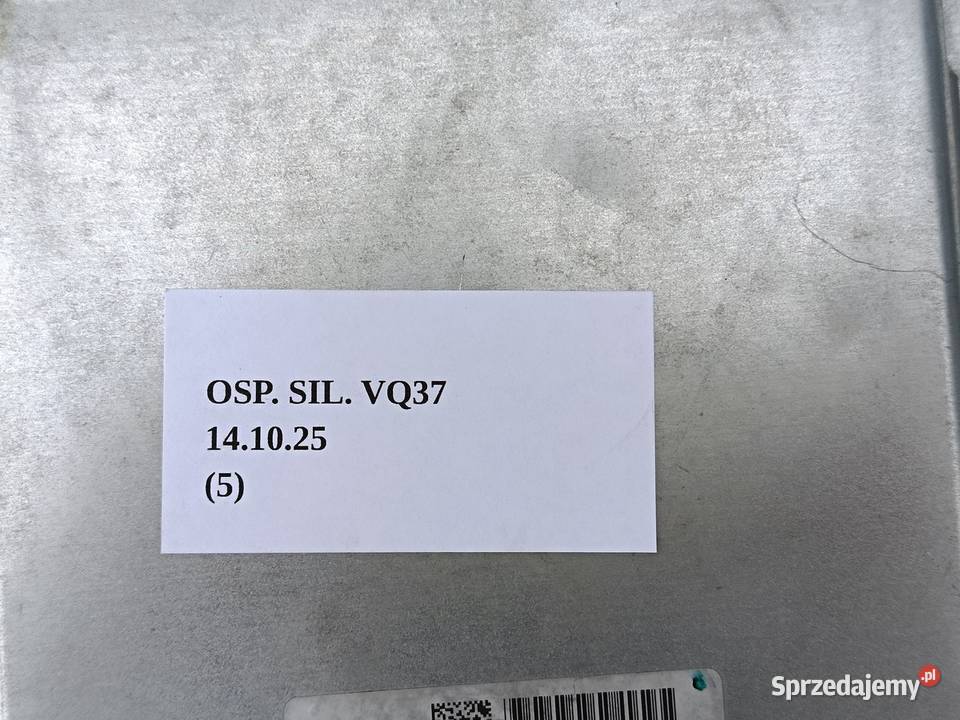 OSP. SIL. VQ37
14.10.25
(5)
Sprzedajemy.pl